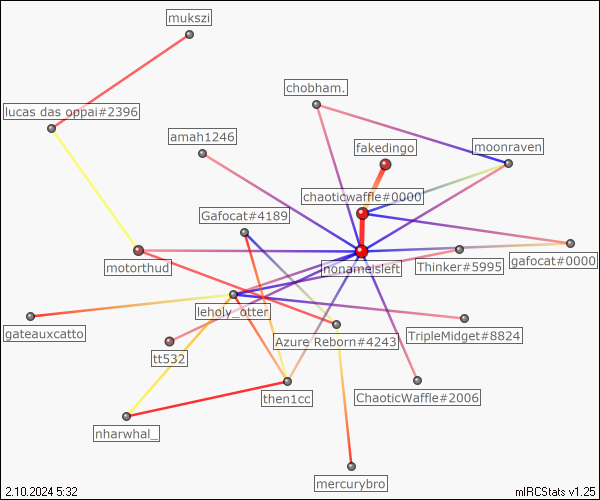 mukszi
chobham.
lucas das oppai#2396
amah1246
fakedingo
moonraven
chaoticwaffle#0000
Gafocat#4189
nonameisleft
motorthud
Thinker#5995
gafocat#0000
leholy_otter
gateauxcatto
Azure Reborn#4243
TripleMidget#8824
tt532
then1cc
ChaoticWaffle#2006
nharwhal_
mercurybro
2.10.2024 5:32
mIRCStats v1.25